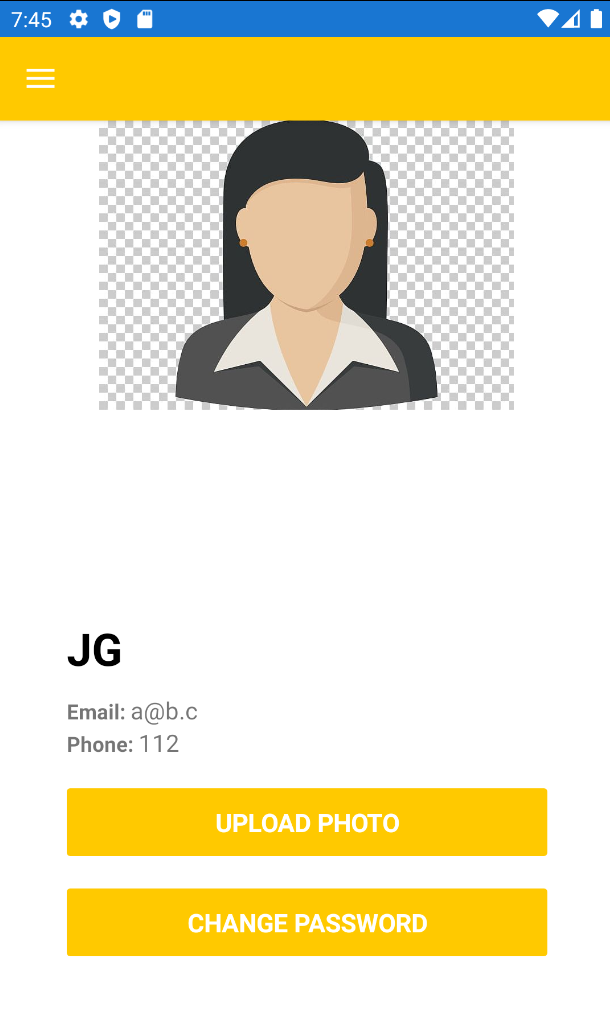 7:45
JG
Email: a@b.c
Phone: 112
UPLOAD PHOTO
CHANGE PASSWORD